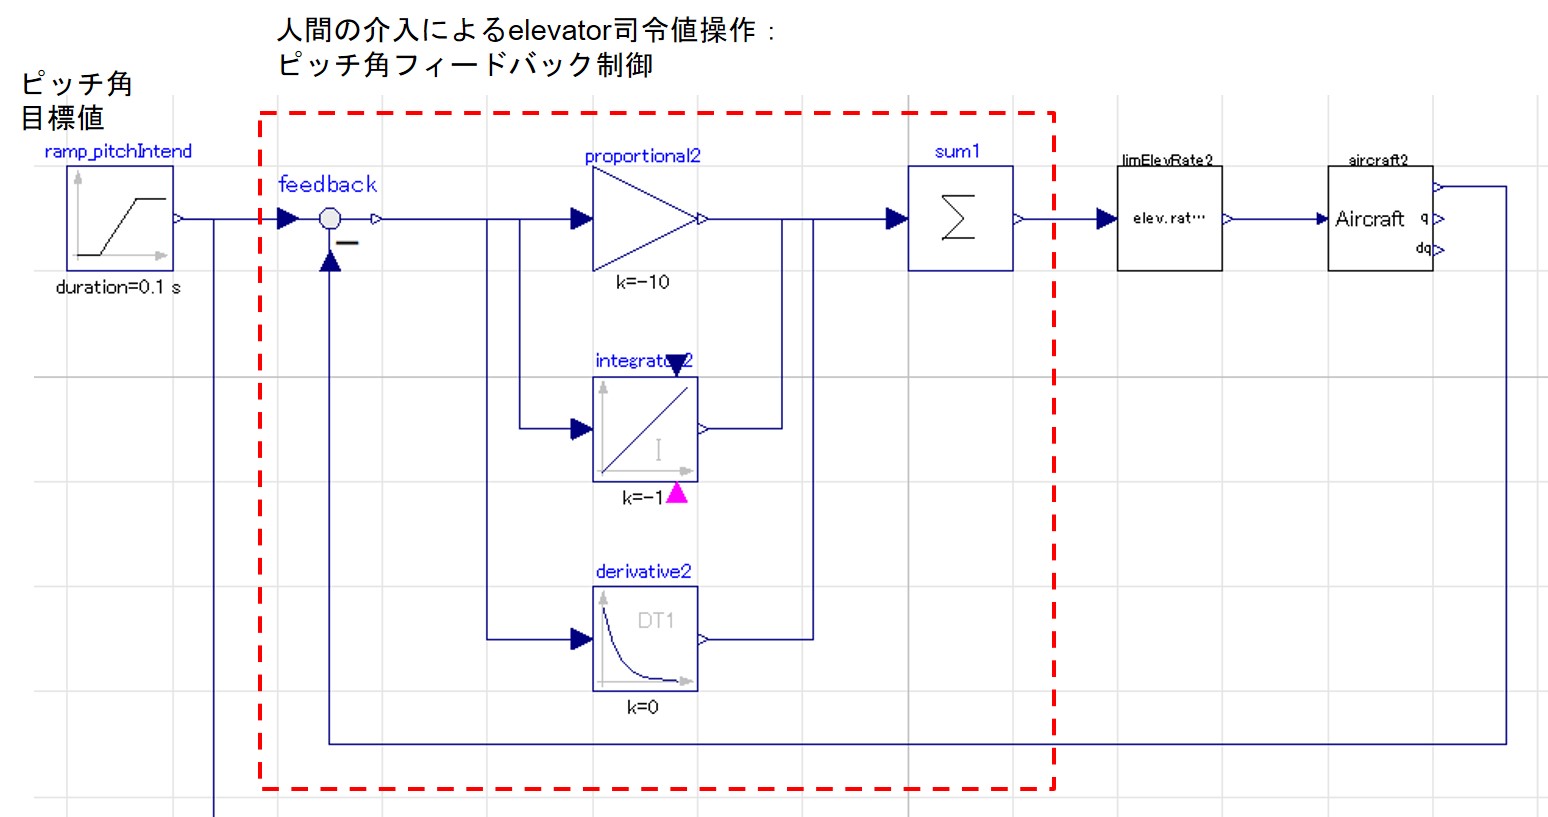 人間の介入によるelevator司令値操作：
ピッチ角フィードバック制御
ピッチ角
目標値
ramp_pitchIntend
duration=0.1 s
feedback
proportional2
k=-10
sum1
limElevRate2
elev.rat…
aircraft2
Aircraft
q
dq
I
k=-1
derivative2
DT1
k=0